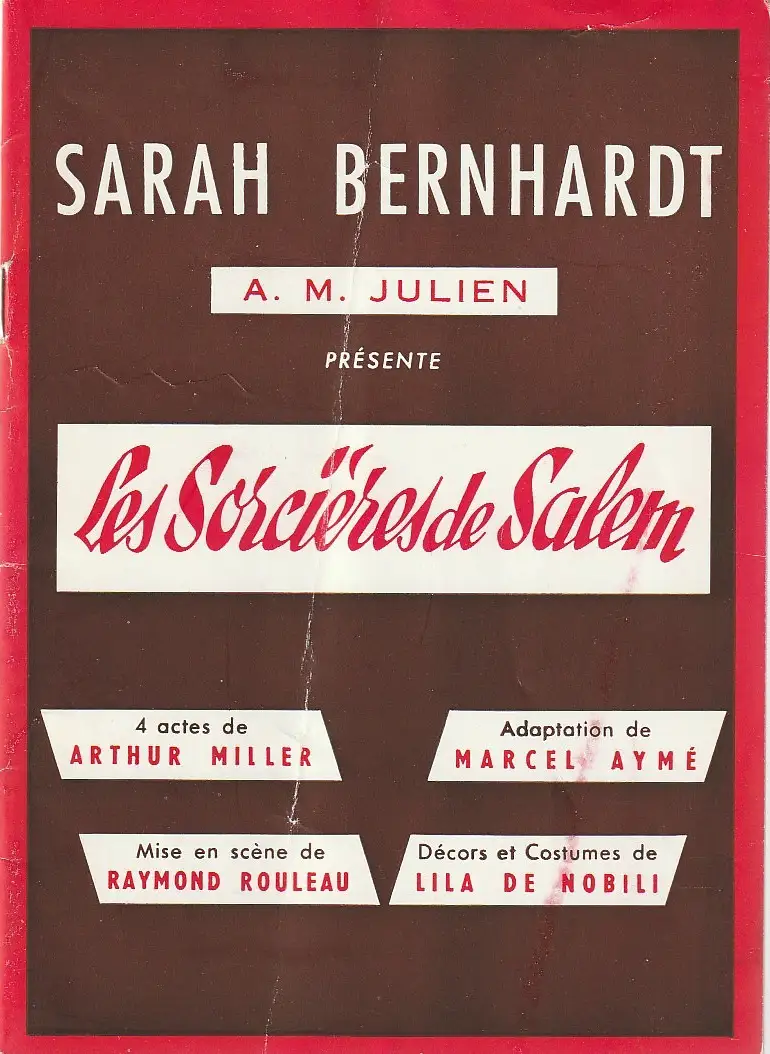 SARAH BERNHARDT
A. M. JULIEN
PRÉSENTE
Les Sorcières de Salem
4 actes de
ARTHUR MILLER
Adaptation de
MARCEL AYMÉ
Mise en scène de
RAYMOND ROULEAU
Décors et Costumes de
LILA DE NOBILI